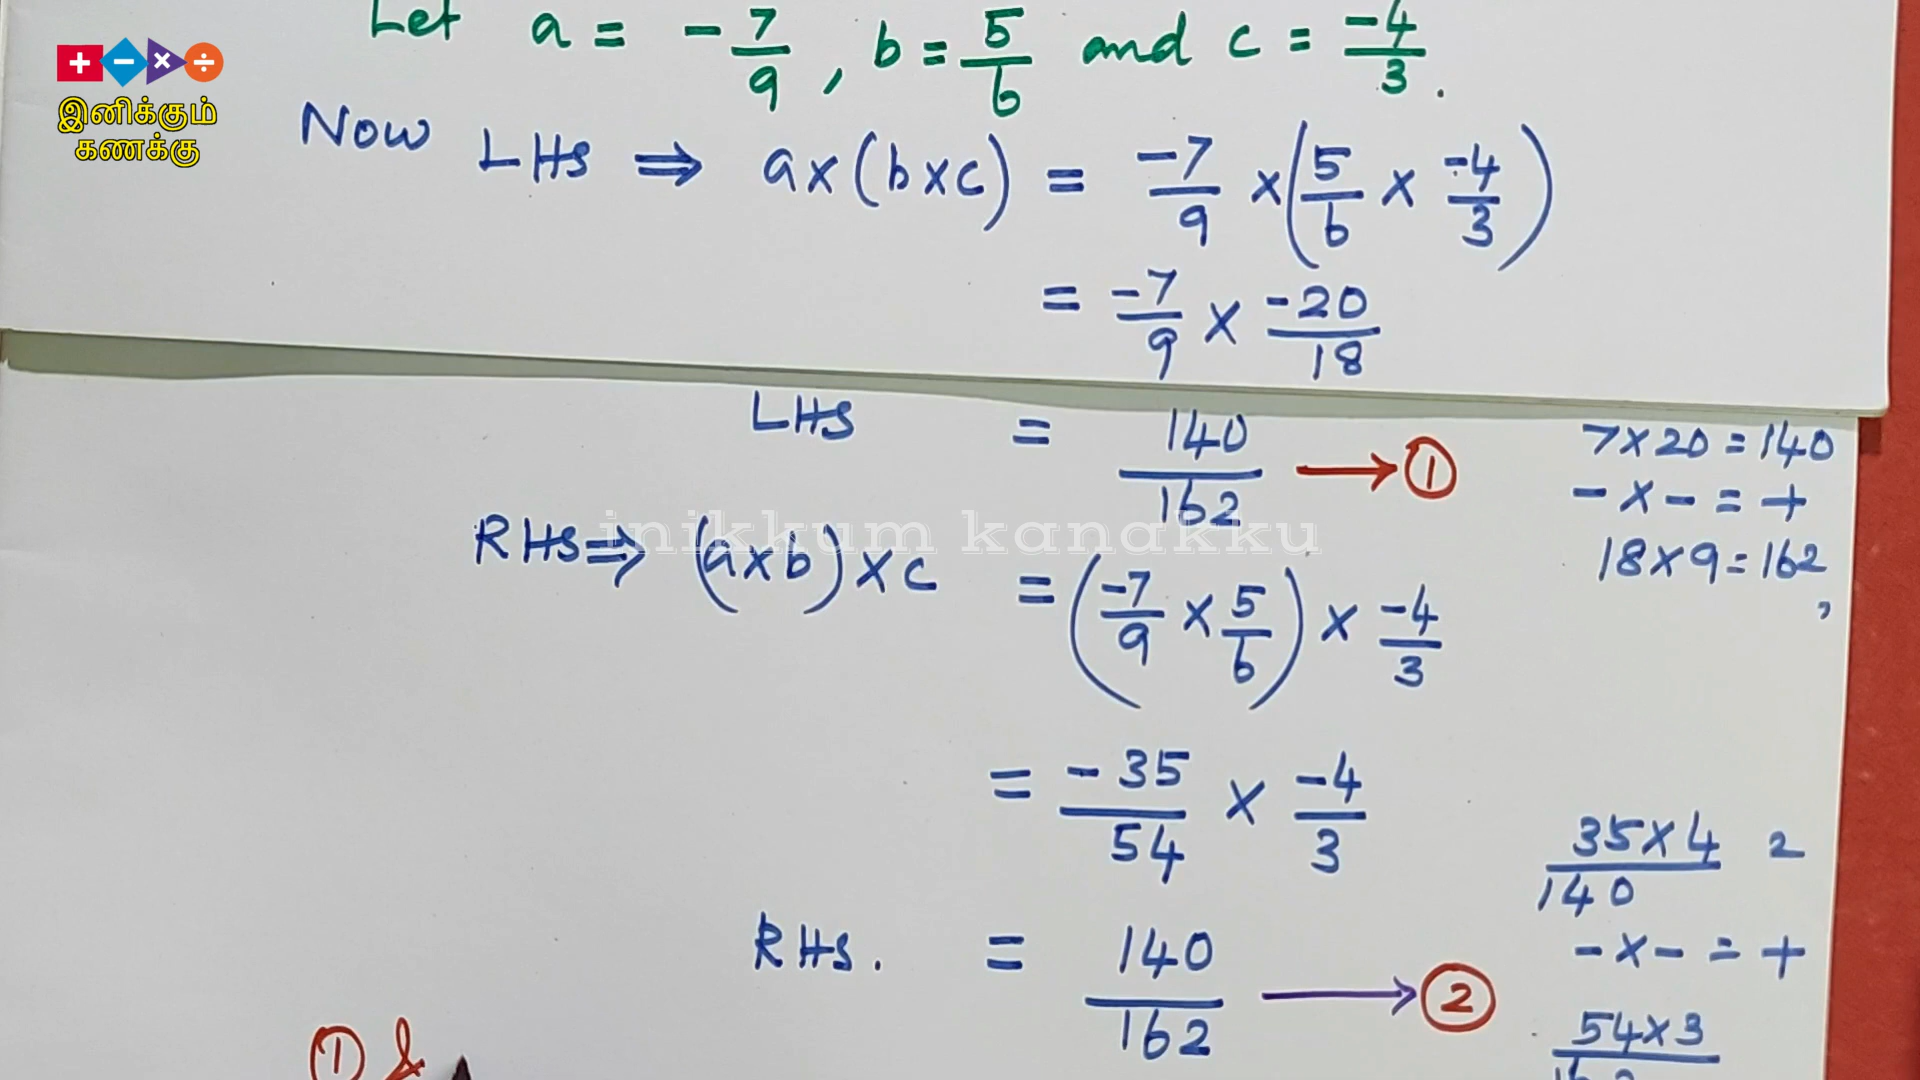 Let a = -7/9, b = 5/6 and c = -4/3.
+ - × ÷
இனிக்கும்
கணக்கு
Now LHS ⇒ a×(b×c) = -7/9 × (5/6 × -4/3)
= -7/9 × -20/18
LHS = 140/162 → ①
7×20 = 140
- × - = +
18×9 = 162,
inikkum kanakku
RHS ⇒ (a×b)×c = (-7/9 × 5/6) × -4/3
= -35/54 × -4/3
35×4 =
140
RHS. = 140/162 → ②
- × - = +
54×3
① &